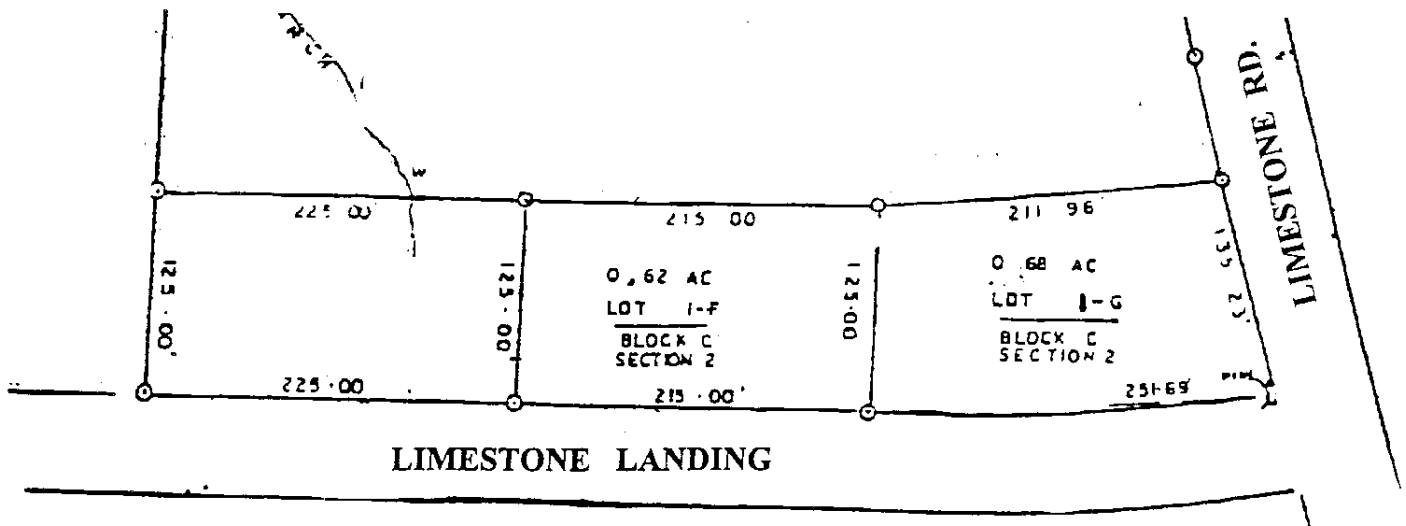 LIMESTONE RD.
W
225 00
215 00
211 96
125.00'
125.00'
125.00
135 23'
0.62 AC
LOT 1-F
BLOCK C
SECTION 2
0.68 AC
LOT 1-G
BLOCK C
SECTION 2
225.00
215.00'
251.69
LIMESTONE LANDING